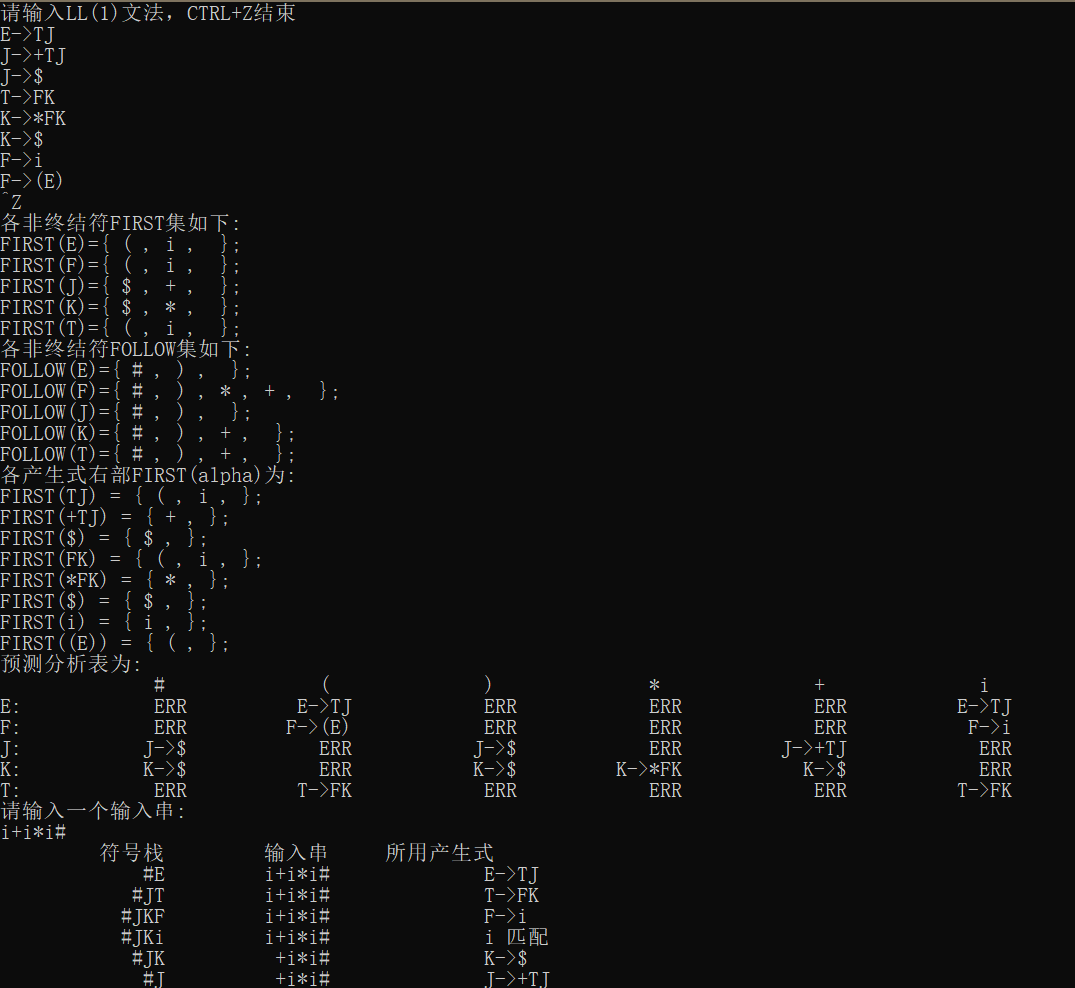 请输入LL(1)文法，CTRL+Z结束
E->TJ
J->+TJ
J->$
T->FK
K->*FK
K->$
F->i
F->(E)
^Z
各非终结符FIRST集如下:
FIRST(E)={ ( , i ,  };
FIRST(F)={ ( , i ,  };
FIRST(J)={ $ , + ,  };
FIRST(K)={ $ , * ,  };
FIRST(T)={ ( , i ,  };
各非终结符FOLLOW集如下:
FOLLOW(E)={ # , ) ,  };
FOLLOW(F)={ # , ) , * , + ,  };
FOLLOW(J)={ # , ) ,  };
FOLLOW(K)={ # , ) , + ,  };
FOLLOW(T)={ # , ) , + ,  };
各产生式右部FIRST(alpha)为:
FIRST(TJ) = { ( , i , };
FIRST(+TJ) = { + , };
FIRST($) = { $ , };
FIRST(FK) = { ( , i , };
FIRST(*FK) = { * , };
FIRST($) = { $ , };
FIRST(i) = { i , };
FIRST((E)) = { ( , };
预测分析表为:
# ( ) * + i
E: ERR E->TJ ERR ERR ERR E->TJ
F: ERR F->(E) ERR ERR ERR F->i
J: J->$ ERR J->$ ERR J->+TJ ERR
K: K->$ ERR K->$ K->*FK K->$ ERR
T: ERR T->FK ERR ERR ERR T->FK
请输入一个输入串:
i+i*i#
符号栈 输入串 所用产生式
#E i+i*i# E->TJ
#JT i+i*i# T->FK
#JKF i+i*i# F->i
#JKi i+i*i# i 匹配
#JK +i*i# K->$
#J +i*i# J->+TJ